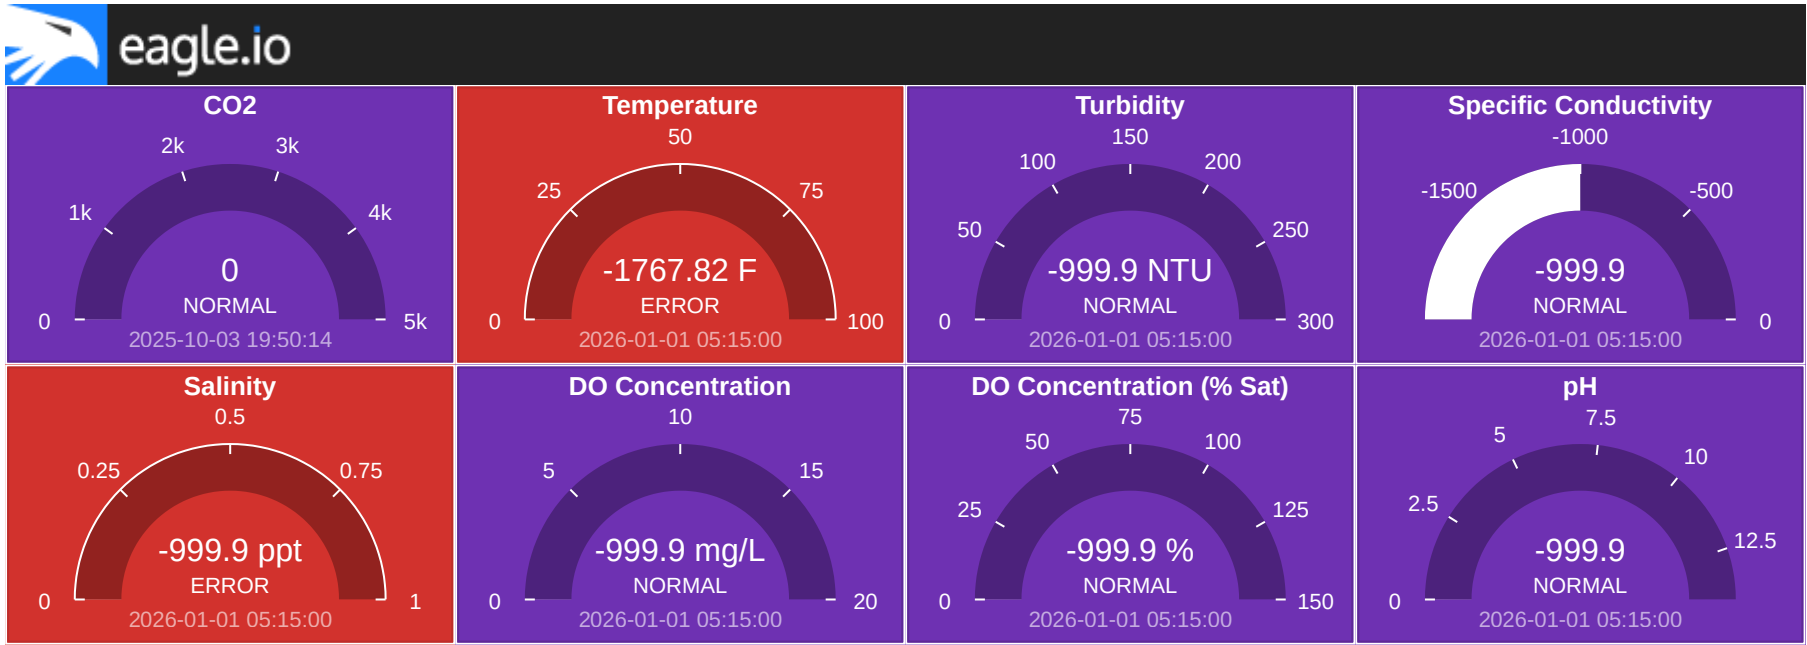 eagle.io
CO2
2k
3k
1k
4k
0
NORMAL
0
5k
2025-10-03 19:50:14
Temperature
50
25
75
-1767.82 F
ERROR
0
100
2026-01-01 05:15:00
Turbidity
150
100
200
50
250
-999.9 NTU
NORMAL
0
300
2026-01-01 05:15:00
Specific Conductivity
-1000
-1500
-500
-999.9
NORMAL
0
2026-01-01 05:15:00
Salinity
0.5
0.25
0.75
-999.9 ppt
ERROR
0
1
2026-01-01 05:15:00
DO Concentration
10
5
15
-999.9 mg/L
NORMAL
0
20
2026-01-01 05:15:00
DO Concentration (% Sat)
75
50
100
25
125
-999.9 %
NORMAL
0
150
2026-01-01 05:15:00
pH
7.5
5
10
2.5
12.5
-999.9
NORMAL
0
2026-01-01 05:15:00